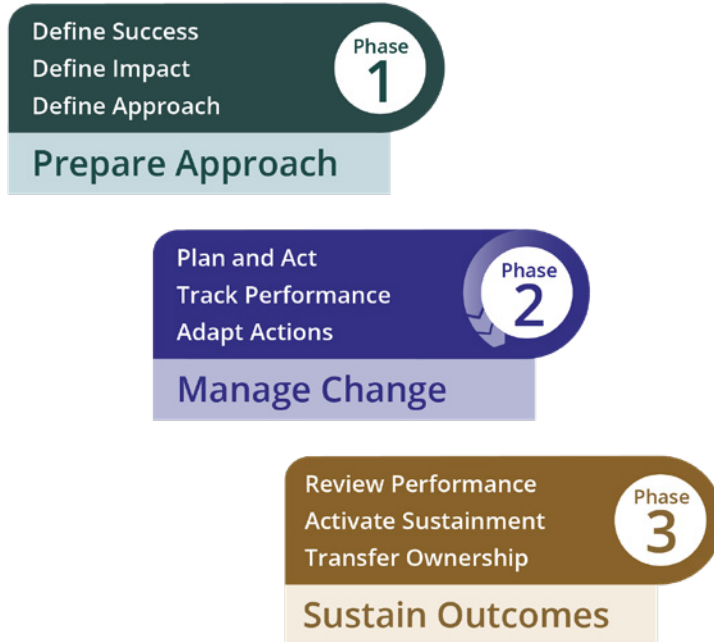 Define Success
Define Impact
Define Approach
Phase
1
Prepare Approach
Plan and Act
Track Performance
Adapt Actions
Phase
2
Manage Change
Review Performance
Activate Sustainment
Transfer Ownership
Phase
3
Sustain Outcomes